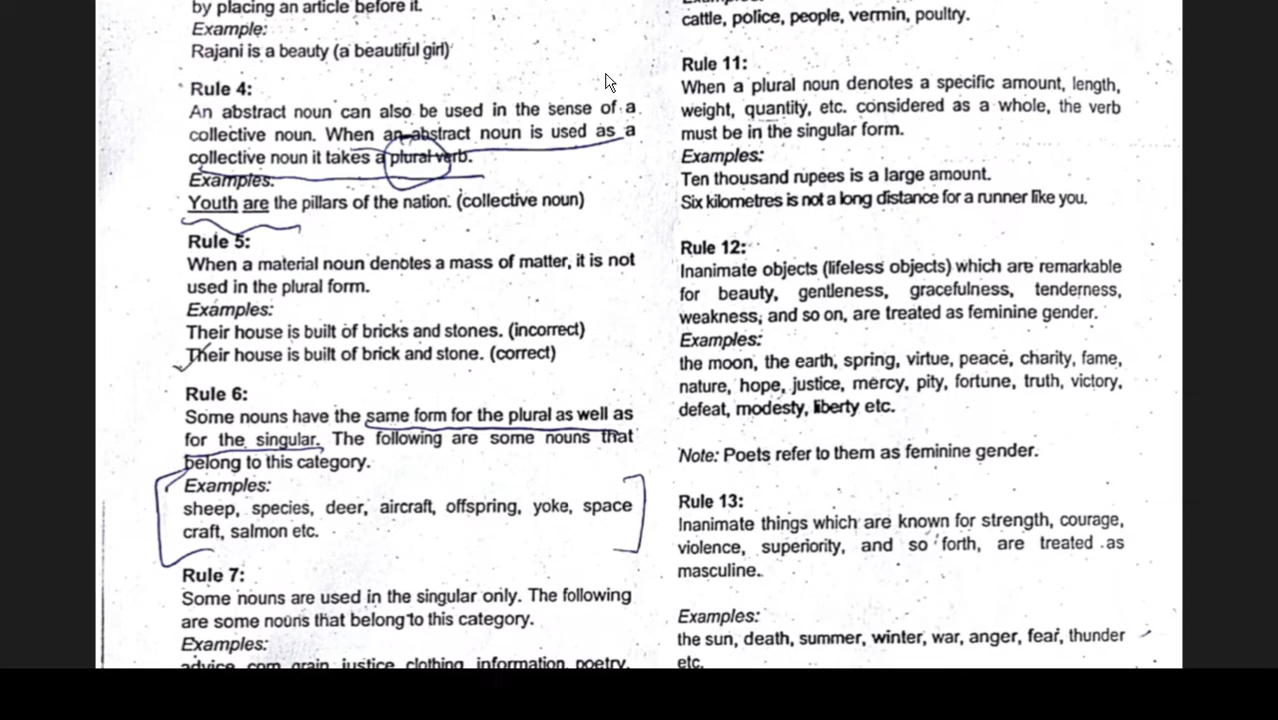 by placing an article before it.
Example:
Rajani is a beauty (a beautiful girl)
Rule 4:
An abstract noun can also be used in the sense of a
collective noun. When an abstract noun is used as a
collective noun it takes a plural verb.
Examples:
Youth are the pillars of the nation. (collective noun)
Rule 5:
When a material noun denotes a mass of matter, it is not
used in the plural form.
Examples:
Their house is built of bricks and stones. (incorrect)
Their house is built of brick and stone. (correct)
Rule 6:
Some nouns have the same form for the plural as well as
for the singular. The following are some nouns that
belong to this category.
Examples:
sheep, species, deer, aircraft, offspring, yoke, space
craft, salmon etc.
Rule 7:
Some nouns are used in the singular only. The following
are some nouns that belong to this category.
Examples:
advice, corn, grain, justice, clothing, information, poetry,
cattle, police, people, vermin, poultry.
Rule 11:
When a plural noun denotes a specific amount, length,
weight, quantity, etc. considered as a whole, the verb
must be in the singular form.
Examples:
Ten thousand rupees is a large amount.
Six kilometres is not a long distance for a runner like you.
Rule 12:
Inanimate objects (lifeless objects) which are remarkable
for beauty, gentleness, gracefulness, tenderness,
weakness, and so on, are treated as feminine gender.
Examples:
the moon, the earth, spring, virtue, peace, charity, fame,
nature, hope, justice, mercy, pity, fortune, truth, victory,
defeat, modesty, liberty etc.
Note: Poets refer to them as feminine gender.
Rule 13:
Inanimate things which are known for strength, courage,
violence, superiority, and so forth, are treated as
masculine.
Examples:
the sun, death, summer, winter, war, anger, fear, thunder
etc.